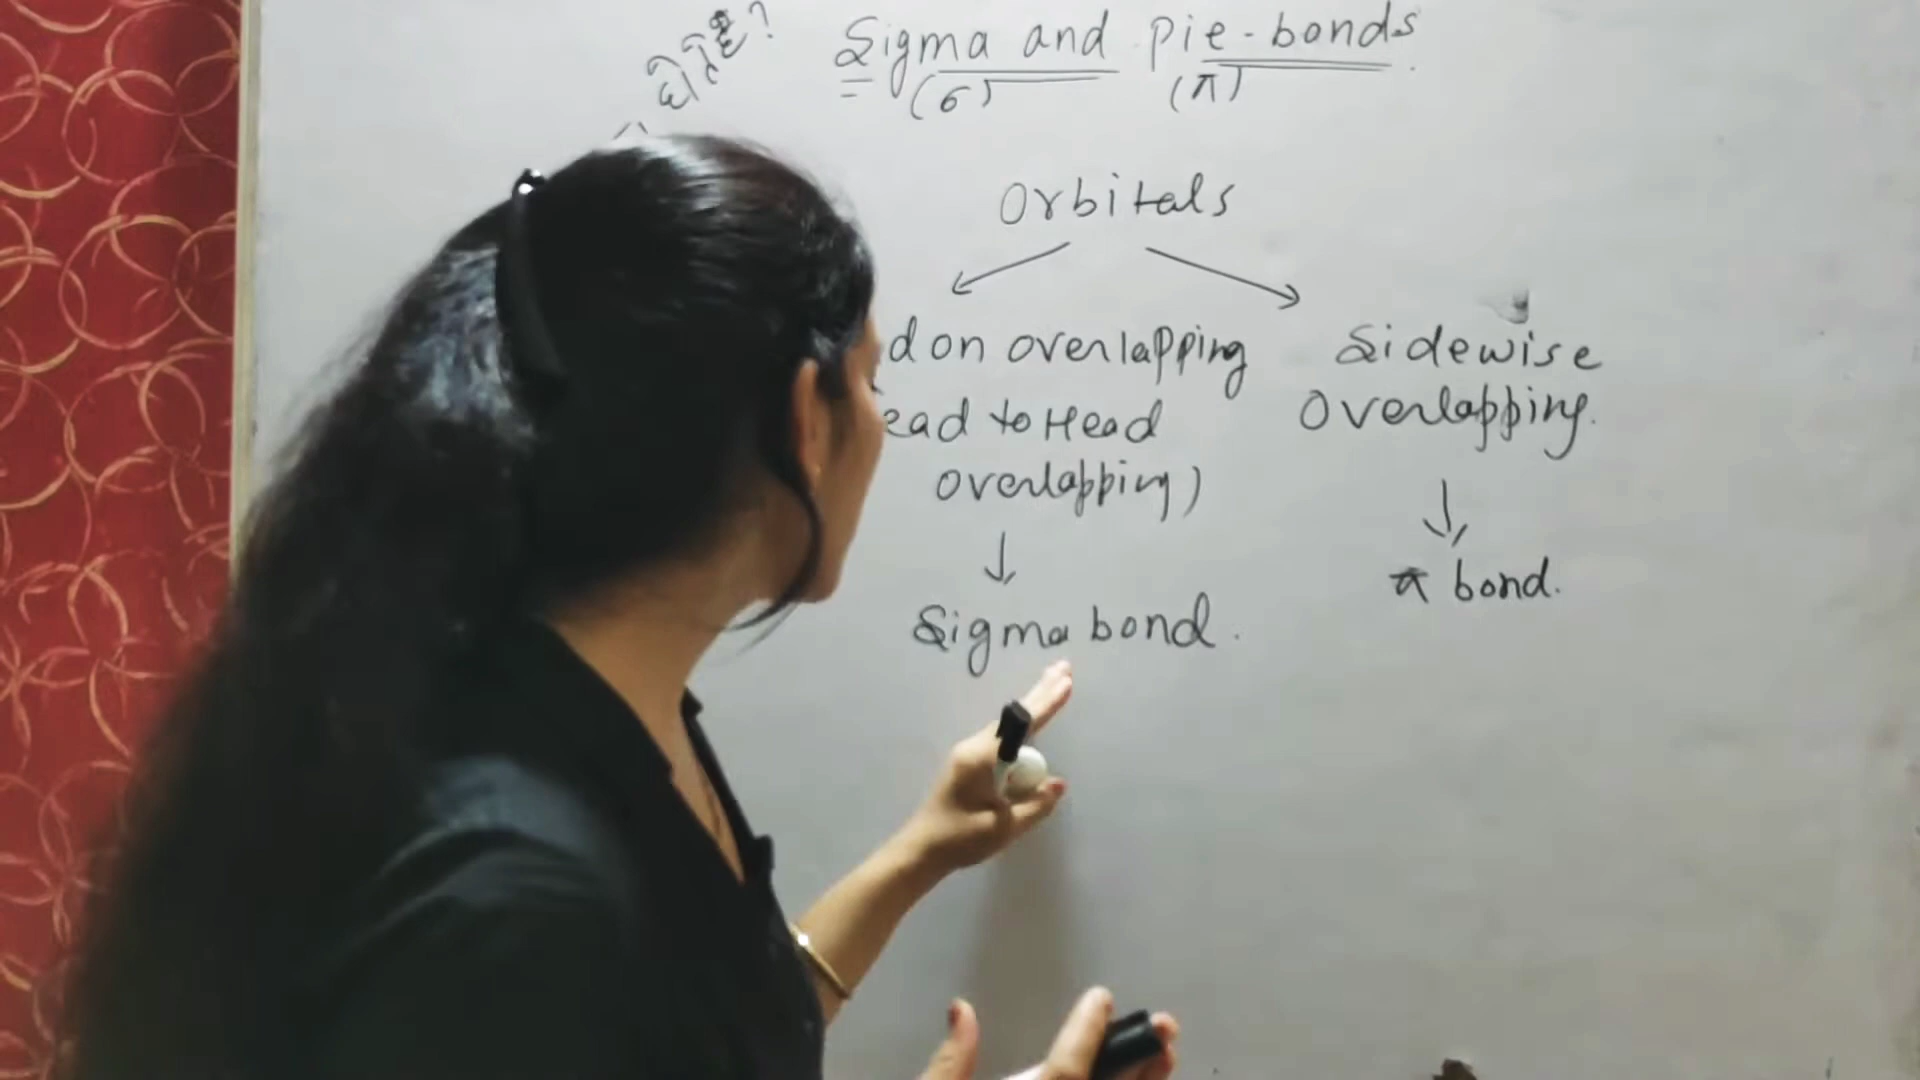 होते हैं?
Sigma and pie-bonds.
(σ) (π)
Orbitals
d on overlapping
ead to Head
overlapping)
Sidewise
Overlapping.
Sigma bond.
π bond.